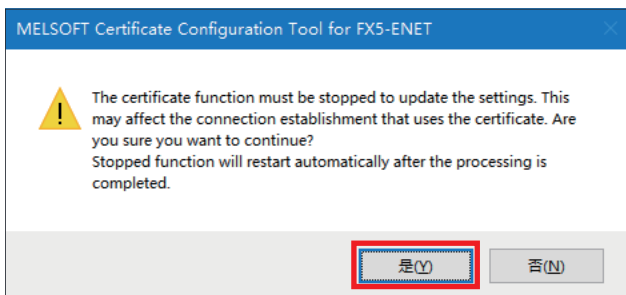 MELSOFT Certificate Configuration Tool for FX5-ENET
The certificate function must be stopped to update the settings. This
may affect the connection establishment that uses the certificate. Are
you sure you want to continue?
Stopped function will restart automatically after the processing is
completed.
是(Y)
否(N)